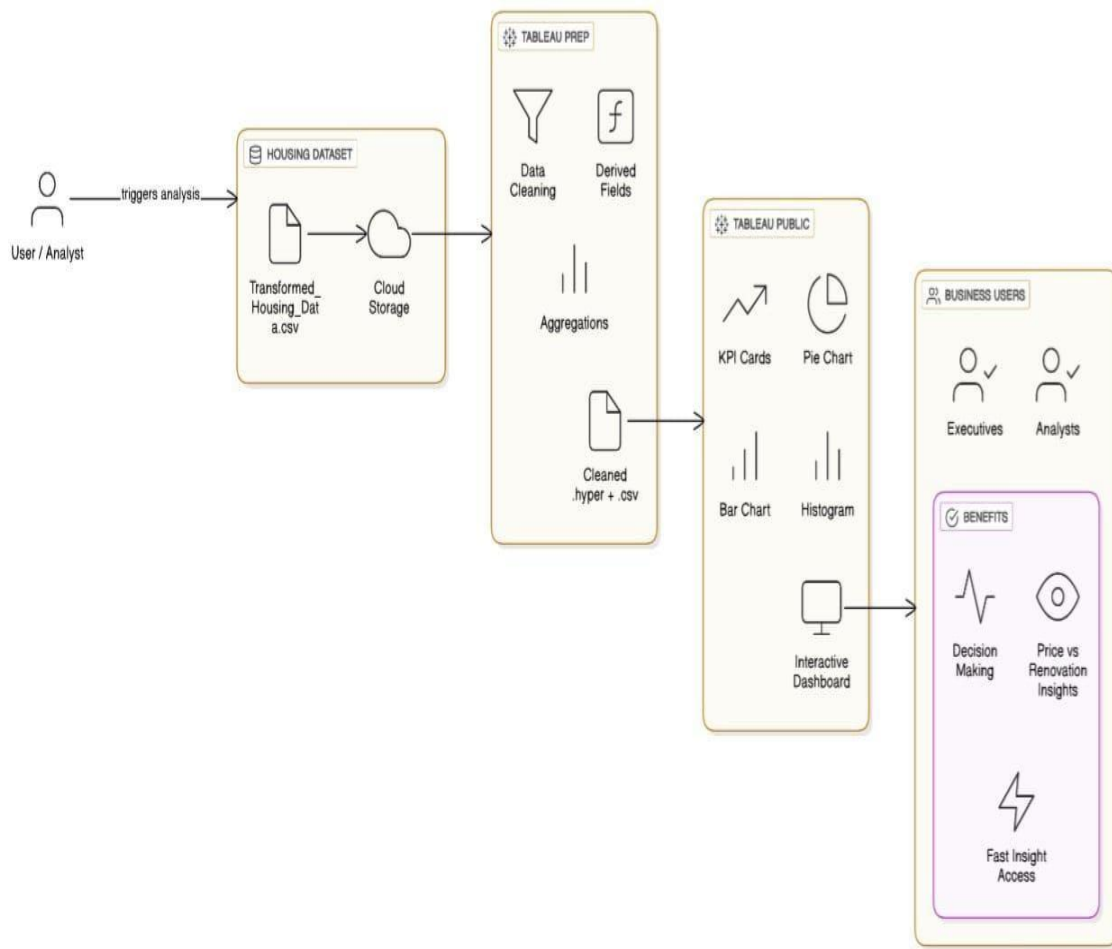 TABLEAU PREP
Data
Cleaning
Derived
Fields
Aggregations
Cleaned
.hyper + .csv
HOUSING DATASET
Transformed_
Housing_Dat
a.csv
Cloud
Storage
triggers analysis
User / Analyst
TABLEAU PUBLIC
KPI Cards
Pie Chart
Bar Chart
Histogram
Interactive
Dashboard
BUSINESS USERS
Executives
Analysts
BENEFITS
Decision
Making
Price vs
Renovation
Insights
Fast Insight
Access